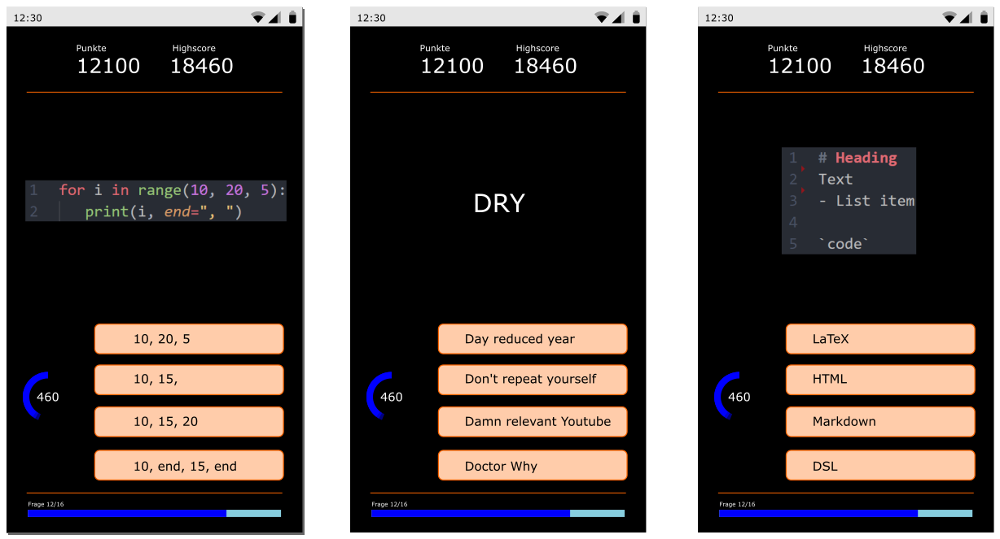 12:30
Punkte Highscore
12100 18460
1 for i in range(10, 20, 5):
2 print(i, end=", ")
10, 20, 5
10, 15,
460
10, 15, 20
10, end, 15, end
Frage 12/16
12:30
Punkte Highscore
12100 18460
DRY
Day reduced year
Don't repeat yourself
460
Damn relevant Youtube
Doctor Why
Frage 12/16
12:30
Punkte Highscore
12100 18460
1 # Heading
2 Text
3 - List item
4
5 `code`
LaTeX
HTML
460
Markdown
DSL
Frage 12/16